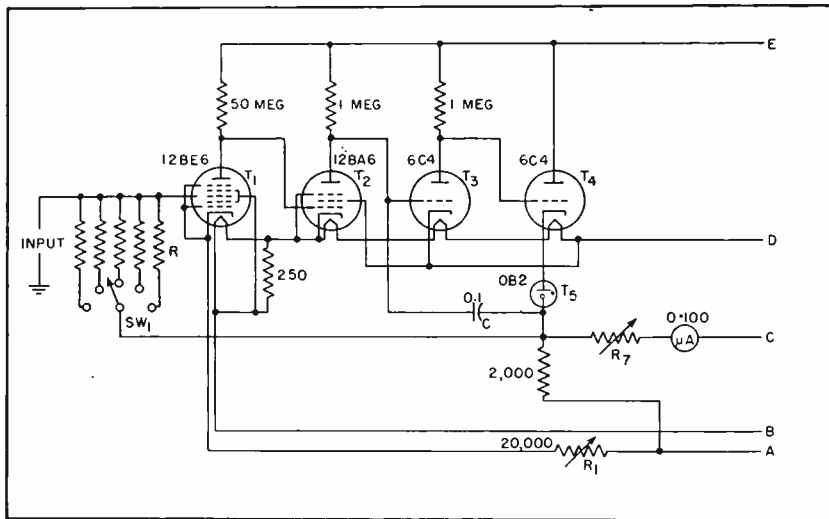 E
50 MEG
1 MEG
1 MEG
12BE6
T1
12BA6
T2
6C4
T3
6C4
T4
INPUT
R
D
250
OB2
T5
SW1
0.1
C
0-100
μA
C
R7
2,000
B
20,000
A
R1